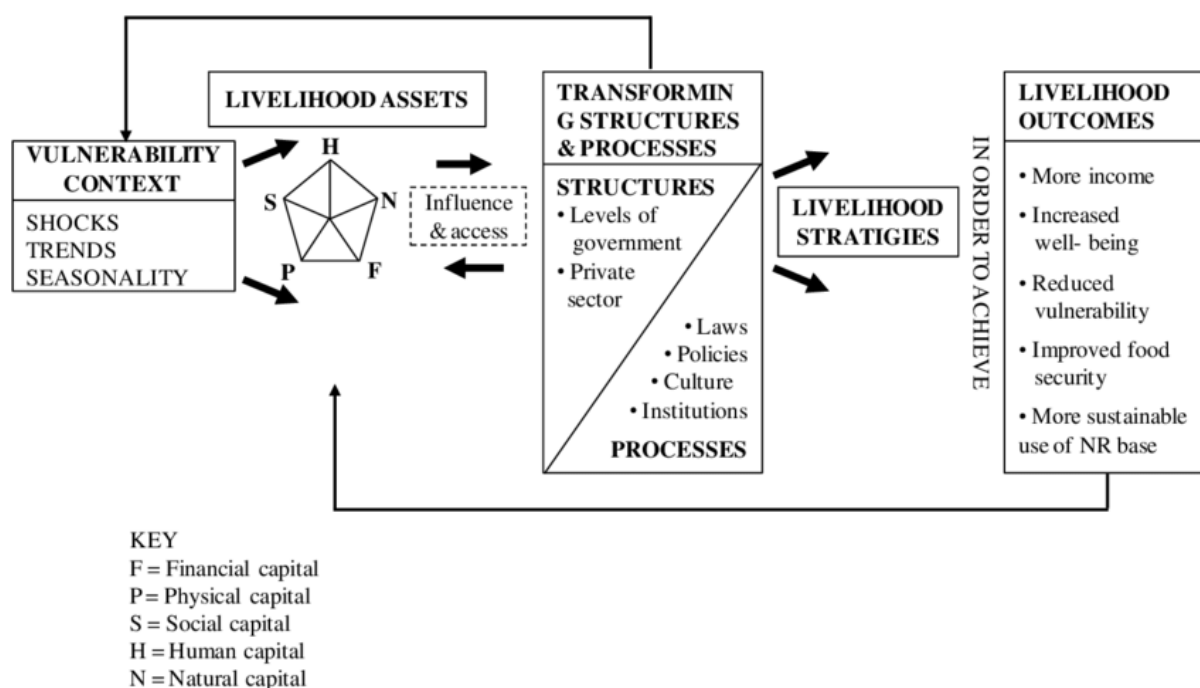 LIVELIHOOD ASSETS
VULNERABILITY
CONTEXT
SHOCKS
TRENDS
SEASONALITY
H
S
N
P
F
Influence
& access
TRANSFORMIN
G STRUCTURES
& PROCESSES
STRUCTURES
• Levels of
government
• Private
sector
• Laws
• Policies
• Culture
• Institutions
PROCESSES
LIVELIHOOD
STRATIGIES
IN ORDER TO ACHIEVE
LIVELIHOOD
OUTCOMES
• More income
• Increased
well- being
• Reduced
vulnerability
• Improved food
security
• More sustainable
use of NR base
KEY
F = Financial capital
P = Physical capital
S = Social capital
H = Human capital
N = Natural capital